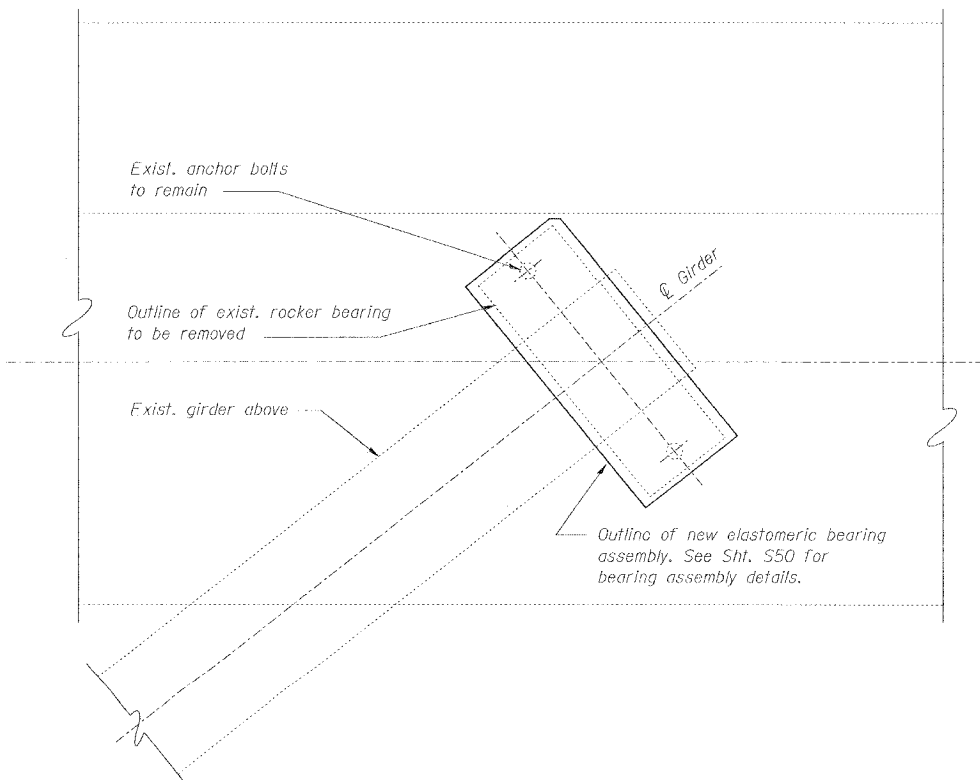 Exist. anchor bolts
to remain
℄ Girder
Outline of exist. rocker bearing
to be removed
Exist. girder above
Outline of new elastomeric bearing
assembly. See Sht. S50 for
bearing assembly details.